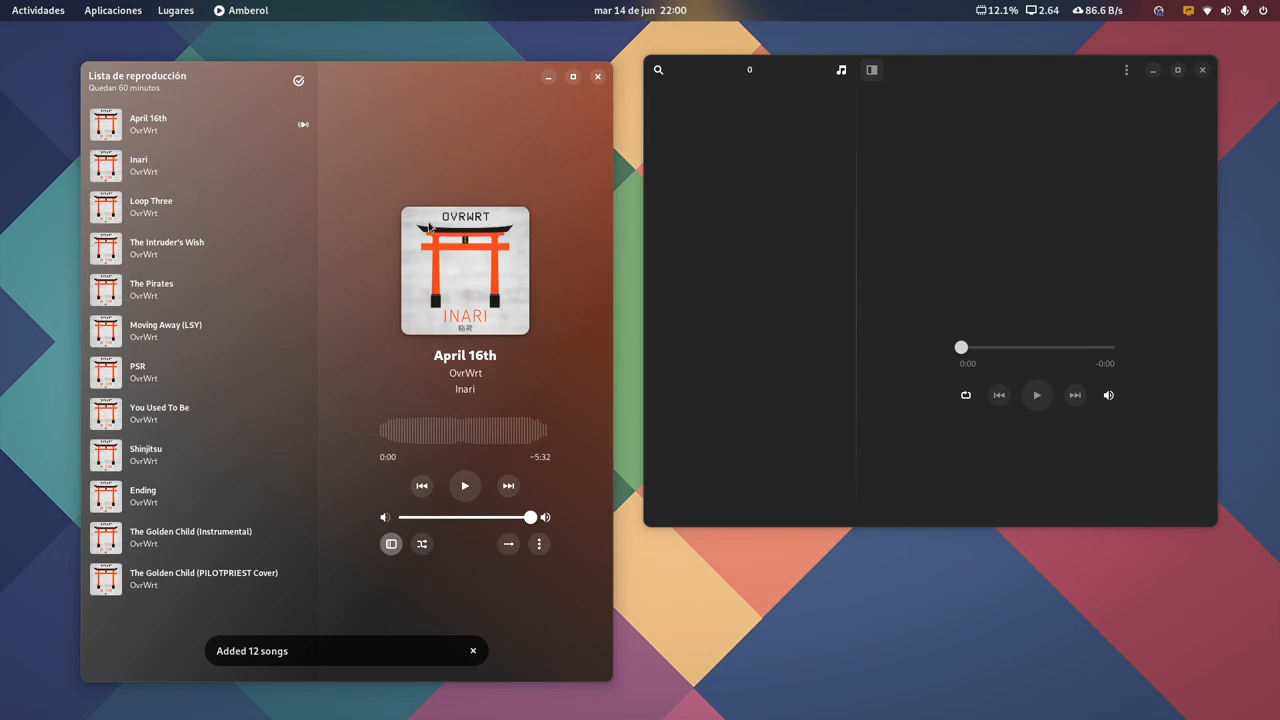 Actividades Aplicaciones Lugares Amberol mar 14 de jun 22:00 12.1% 2.64 86.6 B/s
Lista de reproducción
Quedan 60 minutos
April 16th
OvrWrt
Inari
OvrWrt
Loop Three
OvrWrt
The Intruder's Wish
OvrWrt
The Pirates
OvrWrt
Moving Away (LSY)
OvrWrt
PSR
OvrWrt
You Used To Be
OvrWrt
Shinjitsu
OvrWrt
Ending
OvrWrt
The Golden Child (Instrumental)
OvrWrt
The Golden Child (PILOTPRIEST Cover)
OvrWrt
OVRWRT
INARI
稲荷
April 16th
OvrWrt
Inari
0:00 −5:32
Added 12 songs
0
0:00 -0:00